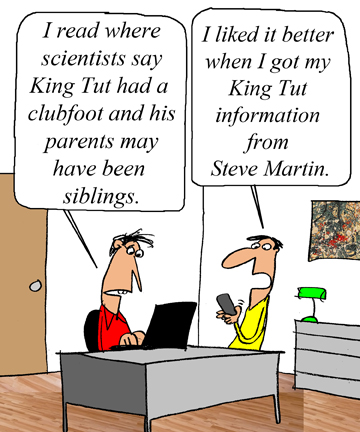 I read where
scientists say
King Tut had a
clubfoot and his
parents may
have been
siblings.
I liked it better
when I got my
King Tut
information
from
Steve Martin.